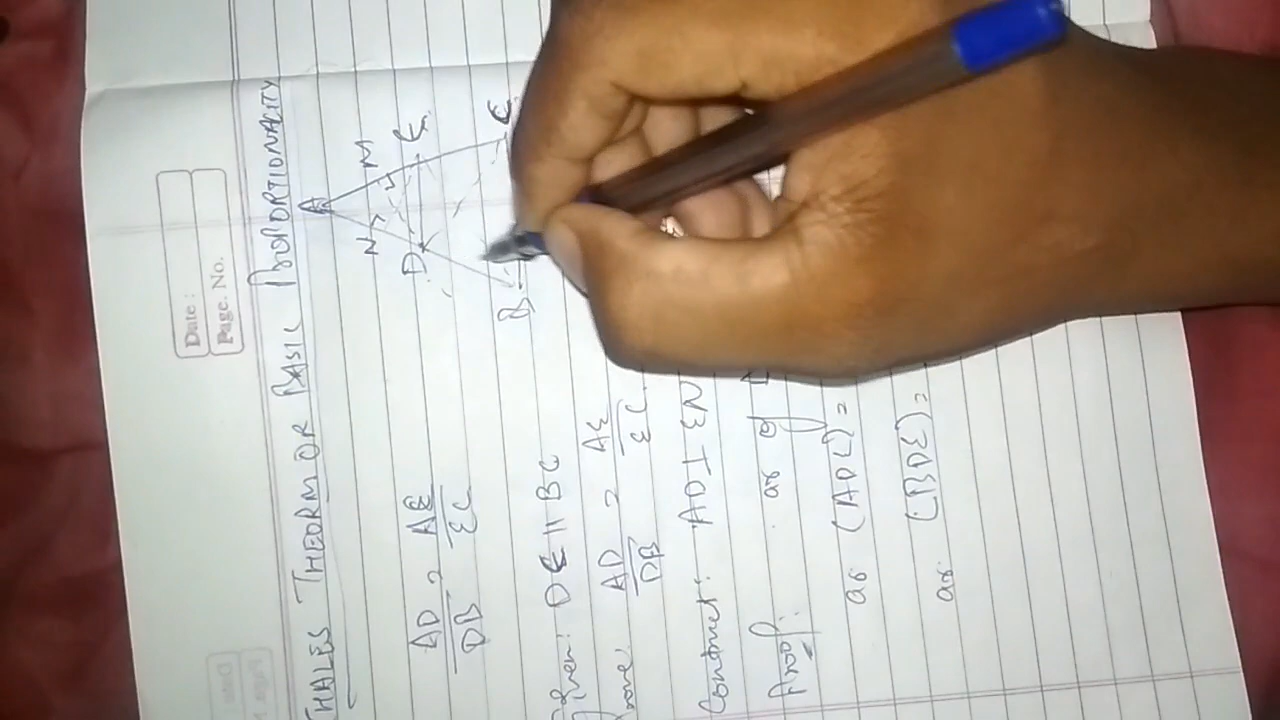 Date :
Page. No.
THALES THEORM OR BASIC PROPORTIONALITY
A
N M
D E
B C
AD/DB = AE/EC
Given: DE || BC
Prove AD/DB = AE/EC
Construct: AD ⊥ EN
Proof: ar of
ar (ADE) =
ar (BDE) =